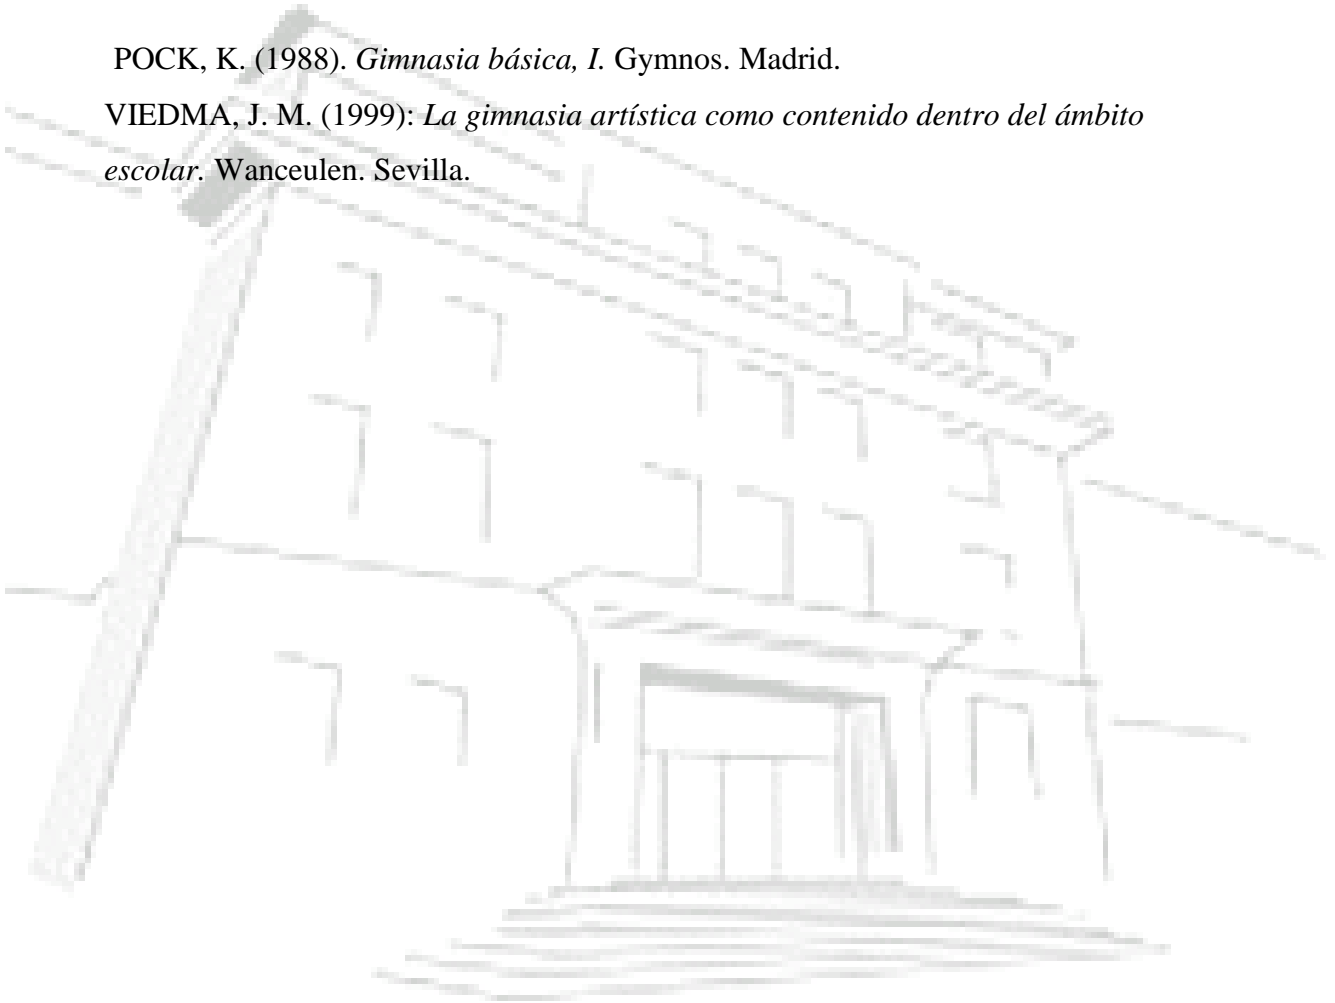 POCK, K. (1988). Gimnasia básica, I. Gymnos. Madrid.
VIEDMA, J. M. (1999): La gimnasia artística como contenido dentro del ámbito
escolar. Wanceulen. Sevilla.